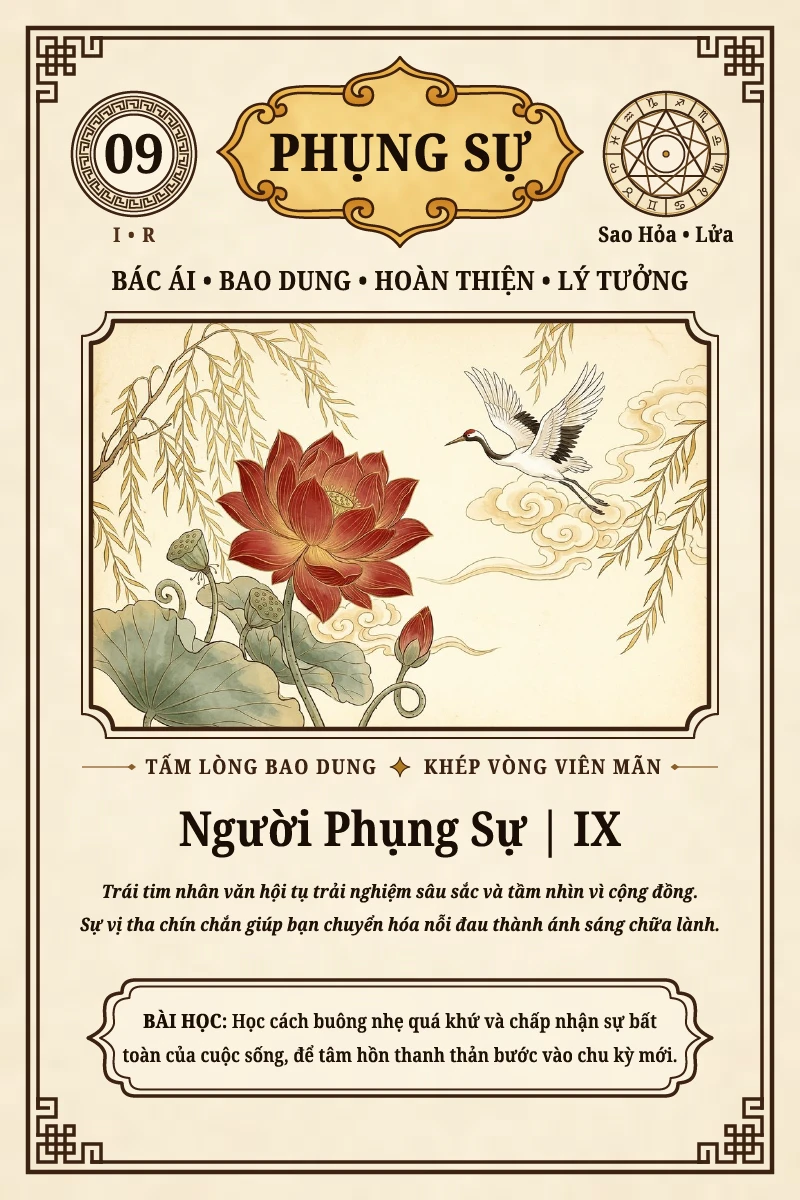 09
PHỤNG SỰ
I • R
Sao Hỏa • Lửa
BÁC ÁI • BAO DUNG • HOÀN THIỆN • LÝ TƯỞNG
TẤM LÒNG BAO DUNG ✦ KHÉP VÒNG VIÊN MÃN
Người Phụng Sự | IX
Trái tim nhân văn hội tụ trải nghiệm sâu sắc và tầm nhìn vì cộng đồng.
Sự vị tha chín chắn giúp bạn chuyển hóa nỗi đau thành ánh sáng chữa lành.
BÀI HỌC: Học cách buông nhẹ quá khứ và chấp nhận sự bất
toàn của cuộc sống, để tâm hồn thanh thản bước vào chu kỳ mới.